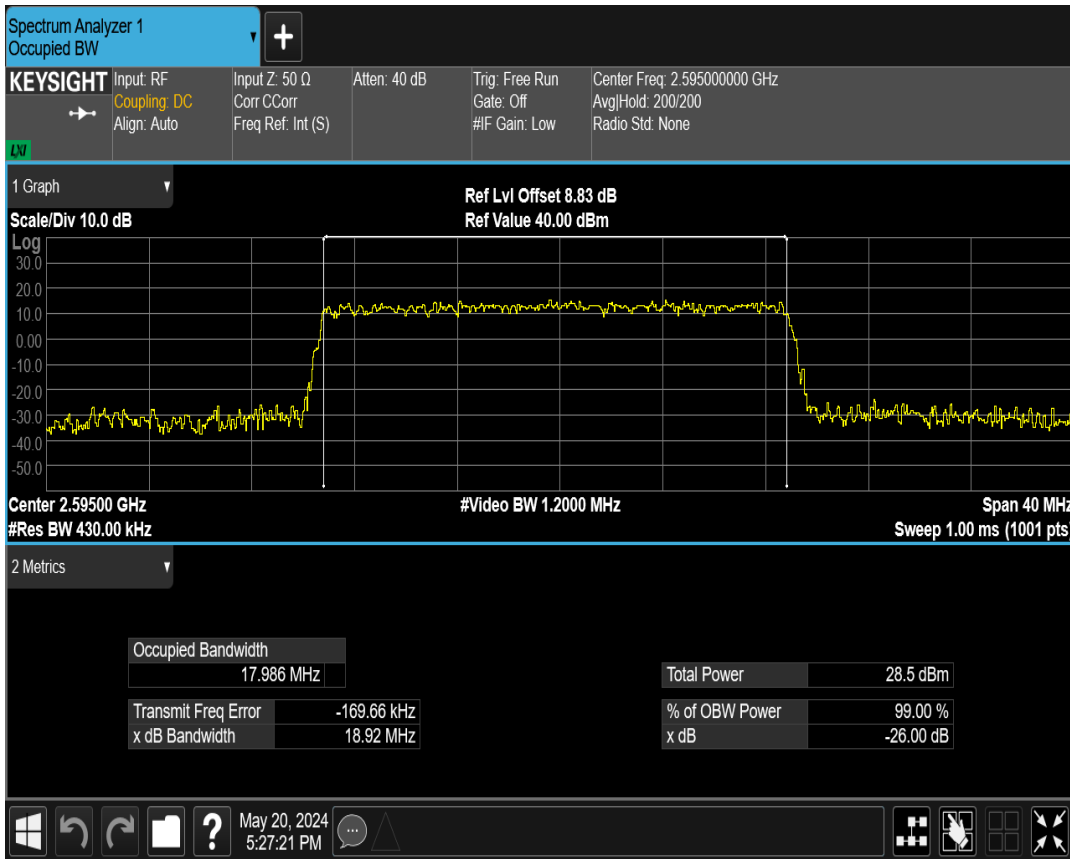 Spectrum Analyzer 1
Occupied BW
KEYSIGHT
LXI
Input: RF
Coupling: DC
Align: Auto
Input Z: 50 Ω
Corr CCorr
Freq Ref: Int (S)
Atten: 40 dB
Trig: Free Run
Gate: Off
#IF Gain: Low
Center Freq: 2.595000000 GHz
Avg|Hold: 200/200
Radio Std: None
1 Graph
Scale/Div 10.0 dB
Ref Lvl Offset 8.83 dB
Ref Value 40.00 dBm
Log
30.0
20.0
10.0
0.00
-10.0
-20.0
-30.0
-40.0
-50.0
Center 2.59500 GHz
#Res BW 430.00 kHz
#Video BW 1.2000 MHz
Span 40 MHz
Sweep 1.00 ms (1001 pts)
2 Metrics
Occupied Bandwidth
17.986 MHz
Transmit Freq Error -169.66 kHz
x dB Bandwidth 18.92 MHz
Total Power 28.5 dBm
% of OBW Power 99.00 %
x dB -26.00 dB
?
May 20, 2024
5:27:21 PM